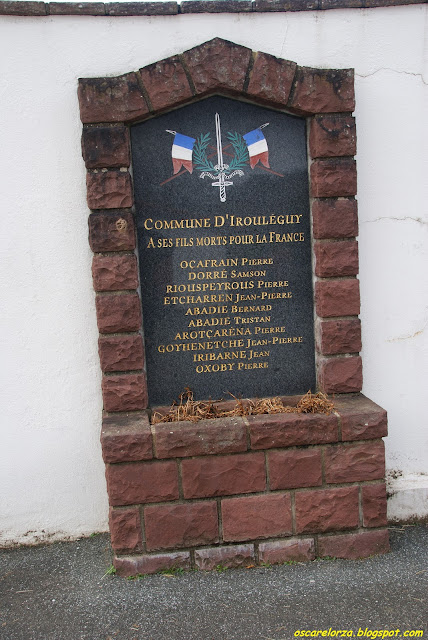 COMMUNE D'IROULÉGUY
A SES FILS MORTS POUR LA FRANCE
OCAFRAIN PIERRE
DORRÉ SAMSON
RIOUSPEYROUS PIERRE
ETCHARREN JEAN-PIERRE
ABADIE BERNARD
ABADIE TRISTAN
AROTCARÉNA PIERRE
GOYHENETCHE JEAN-PIERRE
IRIBARNE JEAN
OXOBY PIERRE
oscarelorza.blogspot.com